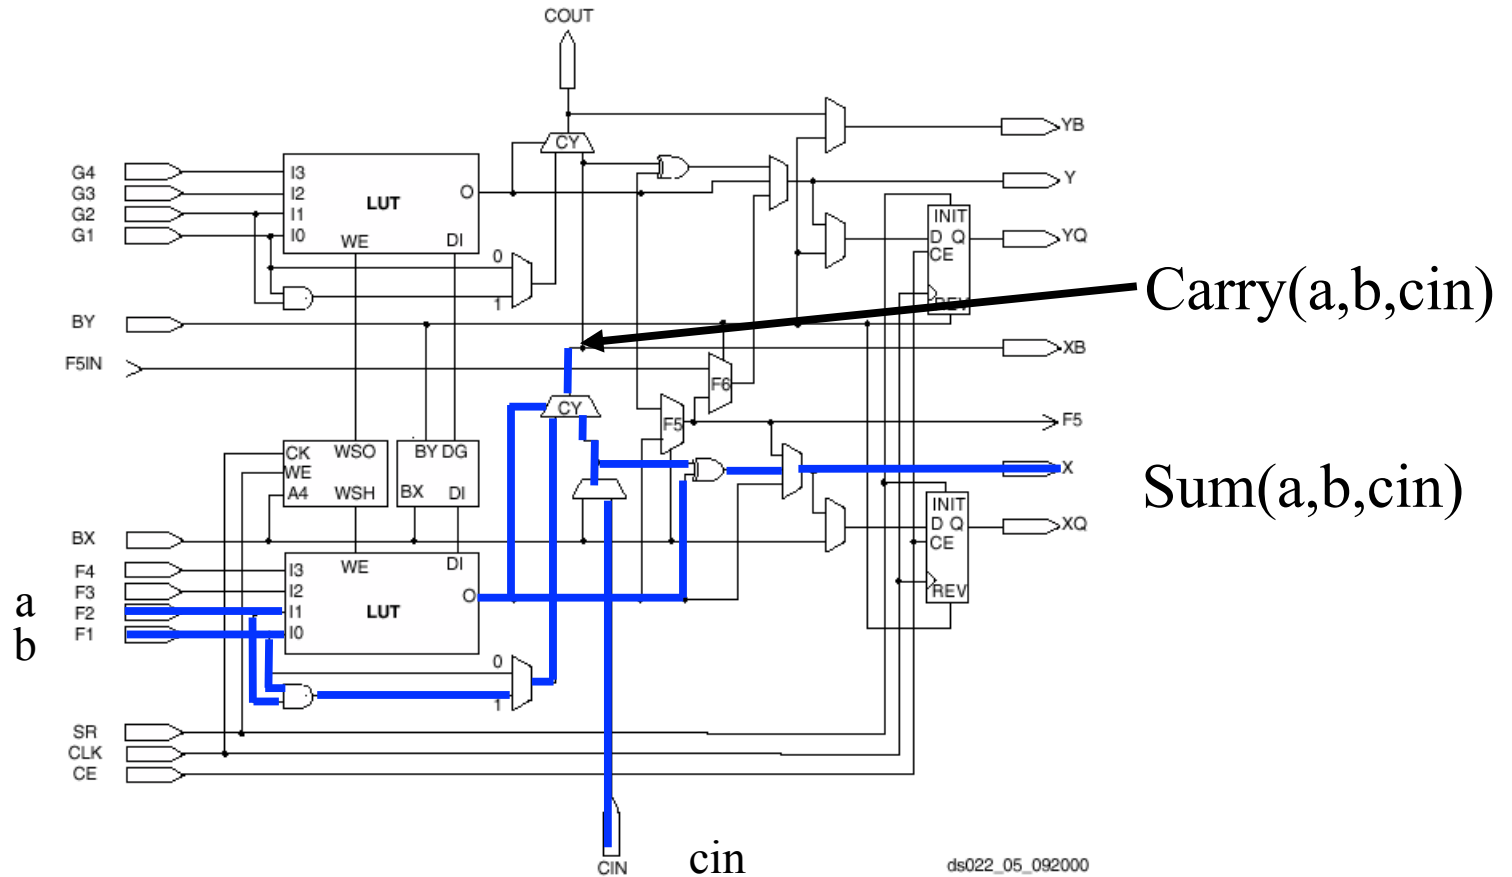 COUT
CY
YB
G4
G3
G2
G1
I3
I2
I1
I0
LUT
O
WE
DI
Y
0
1
INIT
D Q
CE
REV
YQ
Carry(a,b,cin)
BY
F5IN
XB
F6
CY
F5
F5
CK
WE
A4
WSO
WSH
BY DG
BX
DI
X
Sum(a,b,cin)
INIT
D Q
CE
REV
XQ
BX
F4
F3
F2
F1
a
b
I3
I2
I1
I0
WE
DI
LUT
O
0
1
SR
CLK
CE
CIN
cin
ds022_05_092000